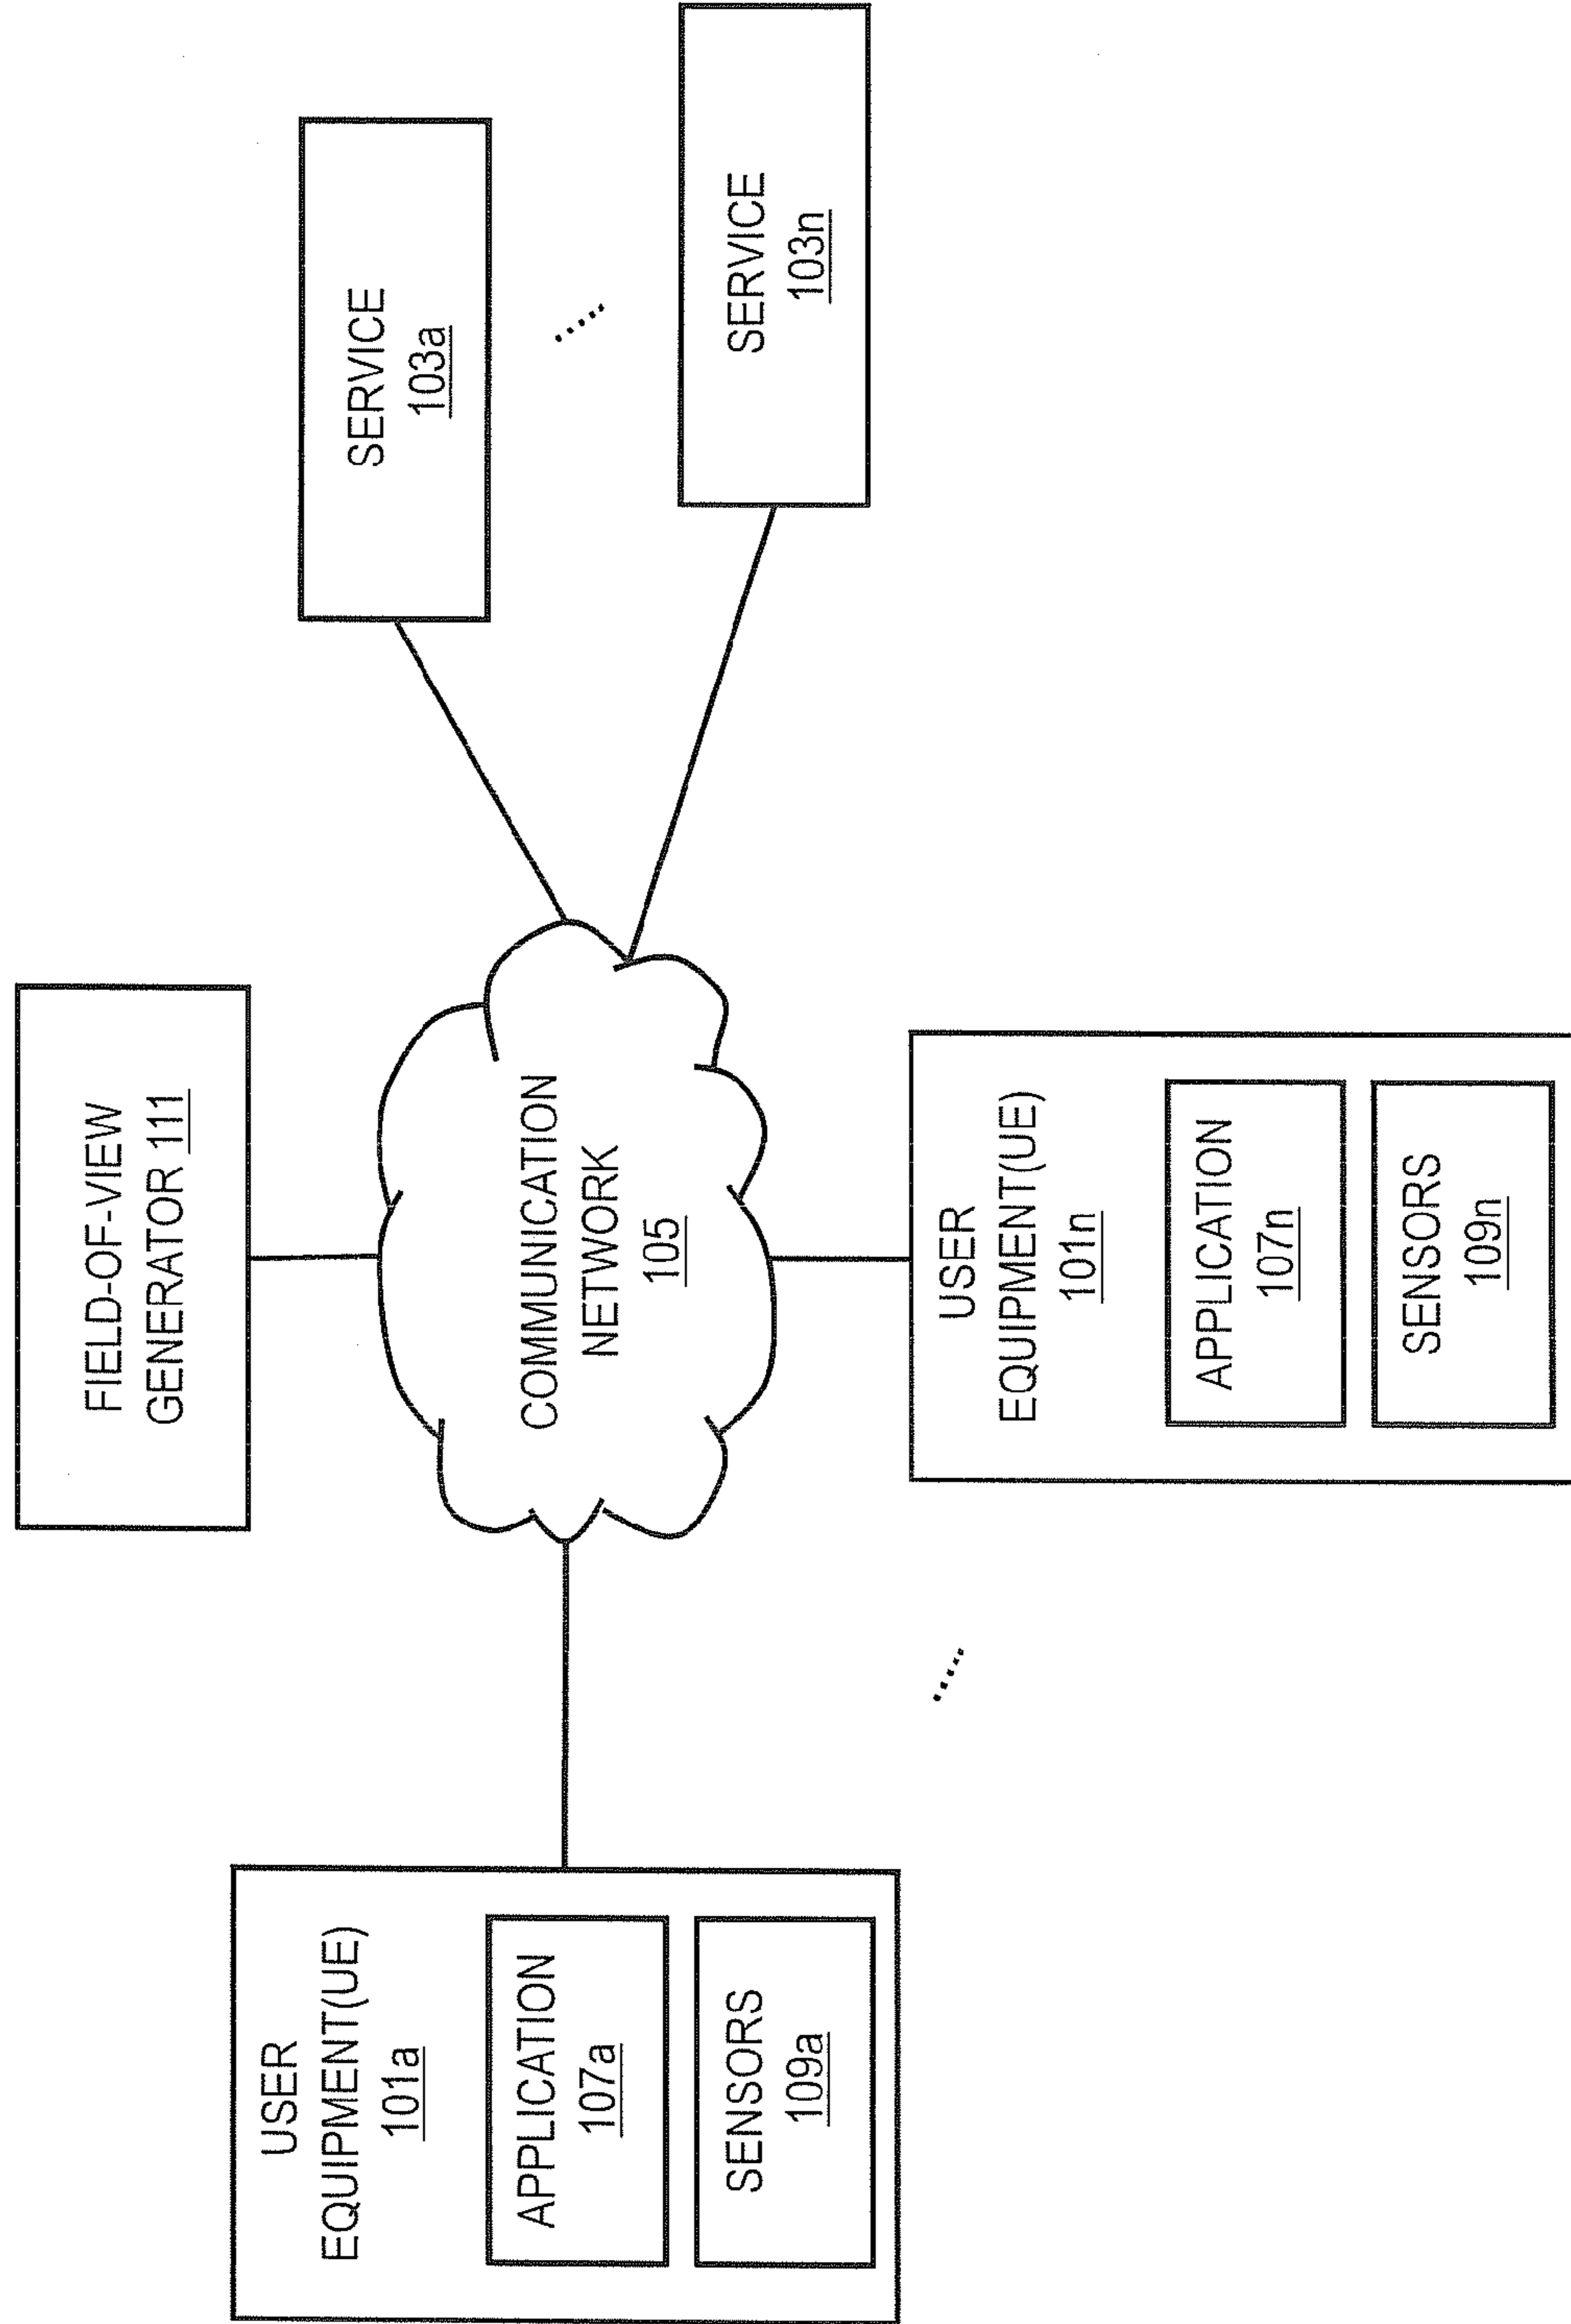 FIELD-OF-VIEW
GENERATOR 111
SERVICE
103a
SERVICE
103n
COMMUNICATION
NETWORK
105
USER
EQUIPMENT(UE)
101a
APPLICATION
107a
SENSORS
109a
USER
EQUIPMENT(UE)
101n
APPLICATION
107n
SENSORS
109n